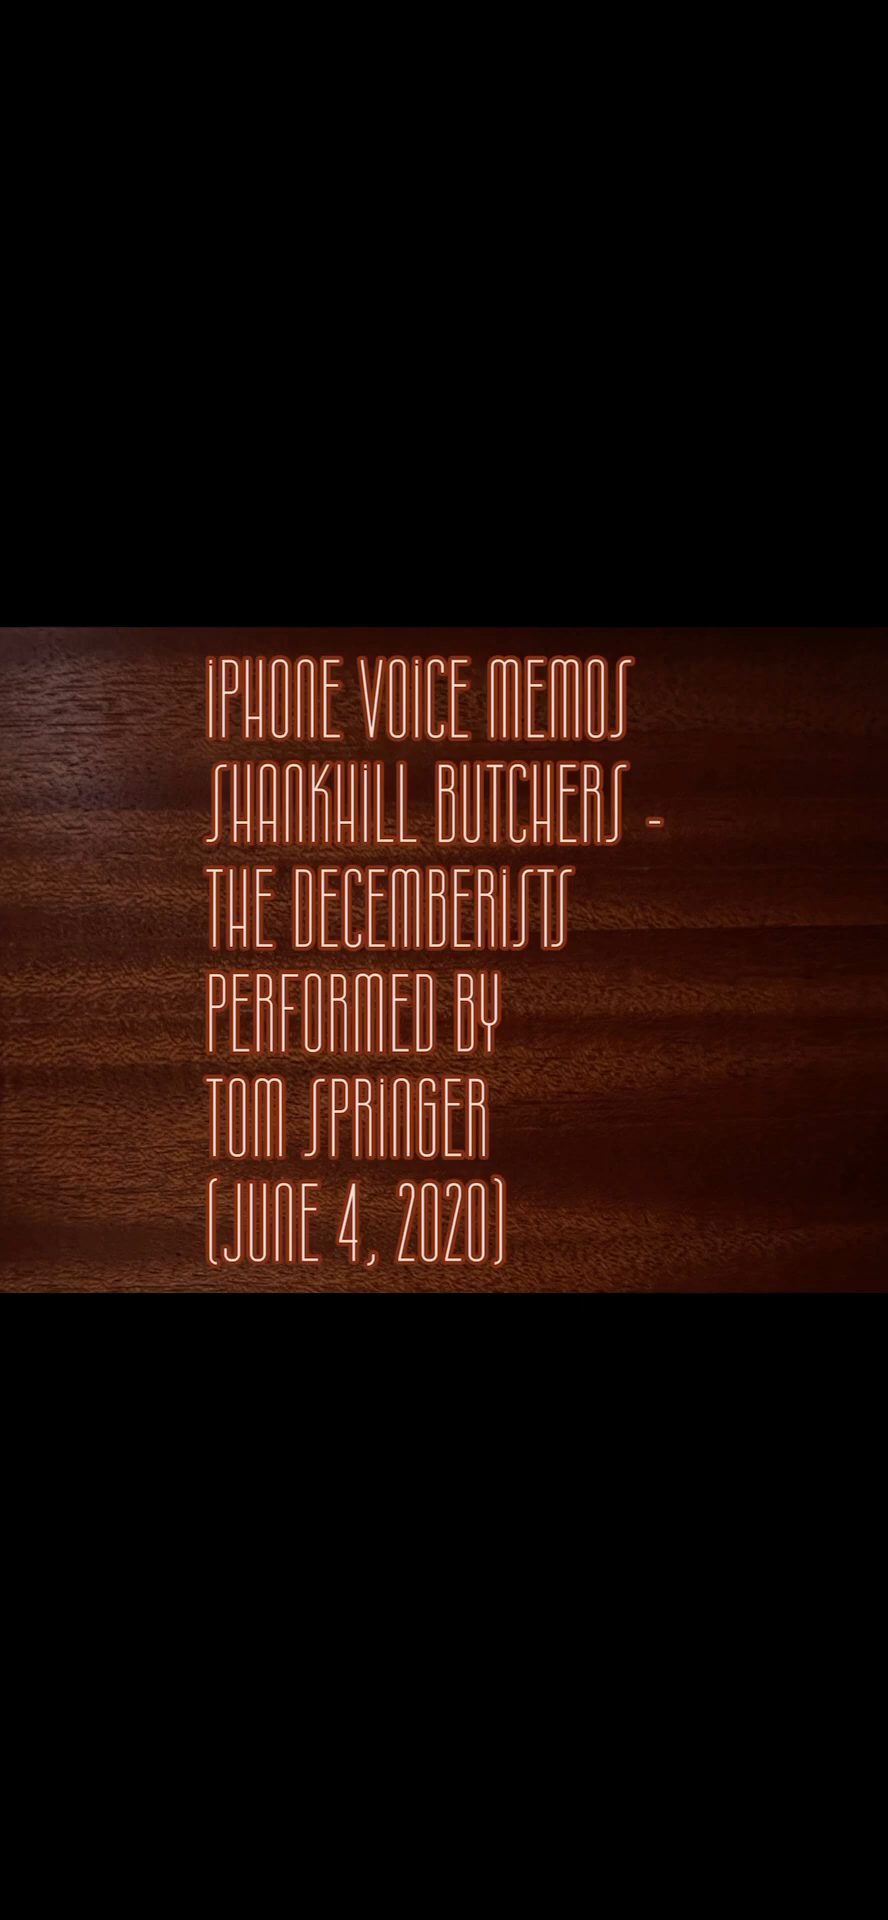 iPHONE VOiCE MEMOS
SHANKHiLL BUTCHERS -
THE DECEMBERiSTS
PERFORMED BY
TOM SPRiNGER
(JUNE 4, 2020)